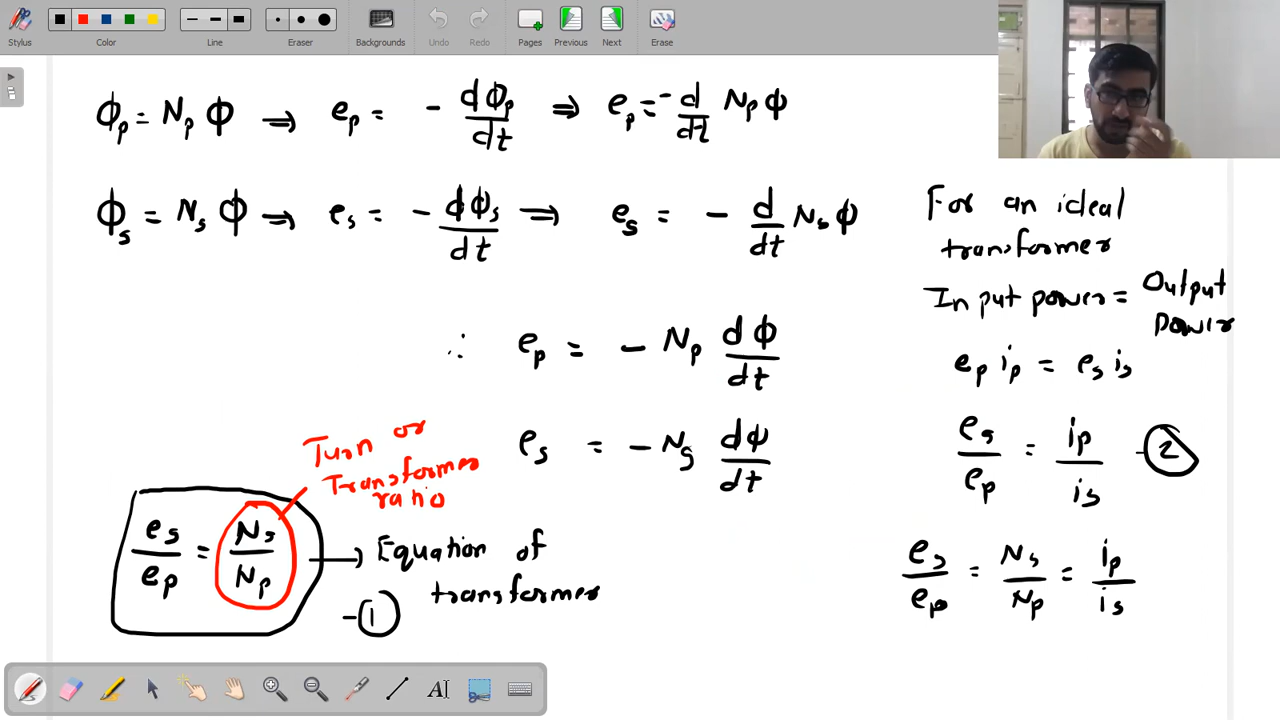 Stylus
Color
Line
Eraser
Backgrounds
Undo
Redo
Pages
Previous
Next
Erase
ϕp = Np ϕ ⇒ ep = - dϕp/dt ⇒ ep = - d/dt Np ϕ
ϕs = Ns ϕ ⇒ es = - dϕs/dt ⇒ es = - d/dt Ns ϕ
∴ ep = - Np dϕ/dt
es = - Ns dϕ/dt
Turn or
Transformer
ratio
es/ep = Ns/Np → Equation of
transformer
- ①
For an ideal
transformer
Input power = Output
Power
ep ip = es is
es/ep = ip/is - ②
es/ep = Ns/Np = ip/is